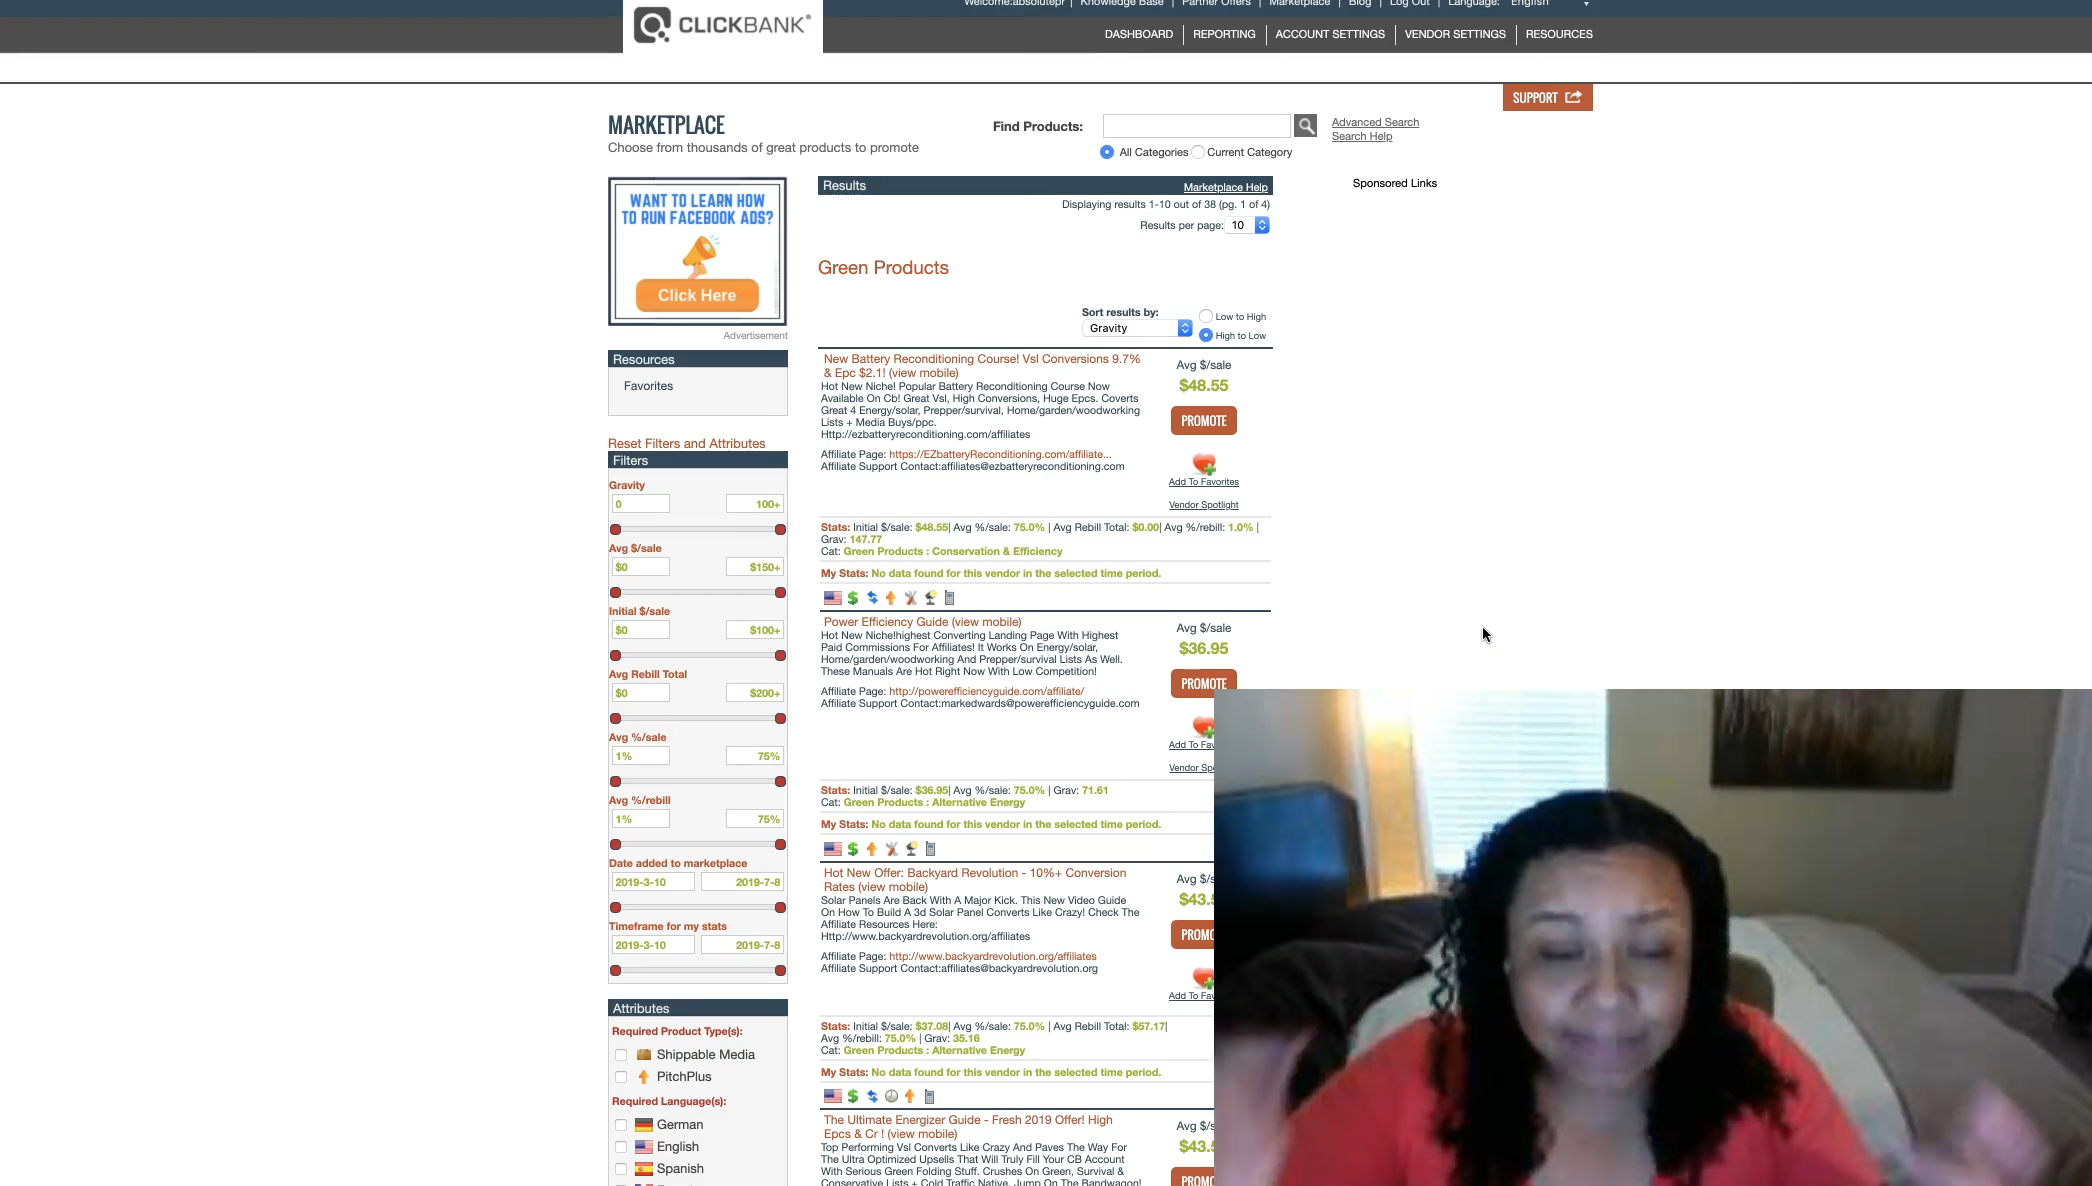 Welcome:absolutepr | Knowledge Base | Partner Offers | Marketplace | Blog | Log Out | Language: English
CLICKBANK®
DASHBOARD | REPORTING | ACCOUNT SETTINGS | VENDOR SETTINGS | RESOURCES
SUPPORT
MARKETPLACE
Choose from thousands of great products to promote
Find Products:
Advanced Search
Search Help
All Categories Current Category
WANT TO LEARN HOW
TO RUN FACEBOOK ADS?
Click Here
Advertisement
Resources
Favorites
Reset Filters and Attributes
Filters
Gravity
0 100+
Avg $/sale
$0 $150+
Initial $/sale
$0 $100+
Avg Rebill Total
$0 $200+
Avg %/sale
1% 75%
Avg %/rebill
1% 75%
Date added to marketplace
2019-3-10 2019-7-8
Timeframe for my stats
2019-3-10 2019-7-8
Attributes
Required Product Type(s):
Shippable Media
PitchPlus
Required Language(s):
German
English
Spanish
Results Marketplace Help
Displaying results 1-10 out of 38 (pg. 1 of 4)
Results per page: 10
Green Products
Sort results by:
Gravity
Low to High
High to Low
New Battery Reconditioning Course! Vsl Conversions 9.7%
& Epc $2.1! (view mobile)
Hot New Niche! Popular Battery Reconditioning Course Now
Available On Cb! Great Vsl, High Conversions, Huge Epcs. Coverts
Great 4 Energy/solar, Prepper/survival, Home/garden/woodworking
Lists + Media Buys/ppc.
Http://ezbatteryreconditioning.com/affiliates
Affiliate Page: https://EZbatteryReconditioning.com/affiliate...
Affiliate Support Contact:affiliates@ezbatteryreconditioning.com
Avg $/sale
$48.55
PROMOTE
Add To Favorites
Vendor Spotlight
Stats: Initial $/sale: $48.55| Avg %/sale: 75.0% | Avg Rebill Total: $0.00| Avg %/rebill: 1.0% |
Grav: 147.77
Cat: Green Products : Conservation & Efficiency
My Stats: No data found for this vendor in the selected time period.
Power Efficiency Guide (view mobile)
Hot New Niche!highest Converting Landing Page With Highest
Paid Commissions For Affiliates! It Works On Energy/solar,
Home/garden/woodworking And Prepper/survival Lists As Well.
These Manuals Are Hot Right Now With Low Competition!
Affiliate Page: http://powerefficiencyguide.com/affiliate/
Affiliate Support Contact:markedwards@powerefficiencyguide.com
Avg $/sale
$36.95
PROMOTE
Add To Fav
Vendor Spo
Stats: Initial $/sale: $36.95| Avg %/sale: 75.0% | Grav: 71.61
Cat: Green Products : Alternative Energy
My Stats: No data found for this vendor in the selected time period.
Hot New Offer: Backyard Revolution - 10%+ Conversion
Rates (view mobile)
Solar Panels Are Back With A Major Kick. This New Video Guide
On How To Build A 3d Solar Panel Converts Like Crazy! Check The
Affiliate Resources Here:
Http://www.backyardrevolution.org/affiliates
Affiliate Page: http://www.backyardrevolution.org/affiliates
Affiliate Support Contact:affiliates@backyardrevolution.org
Avg $/s
$43.5
PROMO
Add To Fav
Stats: Initial $/sale: $37.08| Avg %/sale: 75.0% | Avg Rebill Total: $57.17|
Avg %/rebill: 75.0% | Grav: 35.16
Cat: Green Products : Alternative Energy
My Stats: No data found for this vendor in the selected time period.
The Ultimate Energizer Guide - Fresh 2019 Offer! High
Epcs & Cr ! (view mobile)
Top Performing Vsl Converts Like Crazy And Paves The Way For
The Ultra Optimized Upsells That Will Truly Fill Your CB Account
With Serious Green Folding Stuff. Crushes On Green, Survival &
Conservative Lists + Cold Traffic Native. Jump On The Bandwagon!
Avg $/s
$43.5
PROMO
Sponsored Links